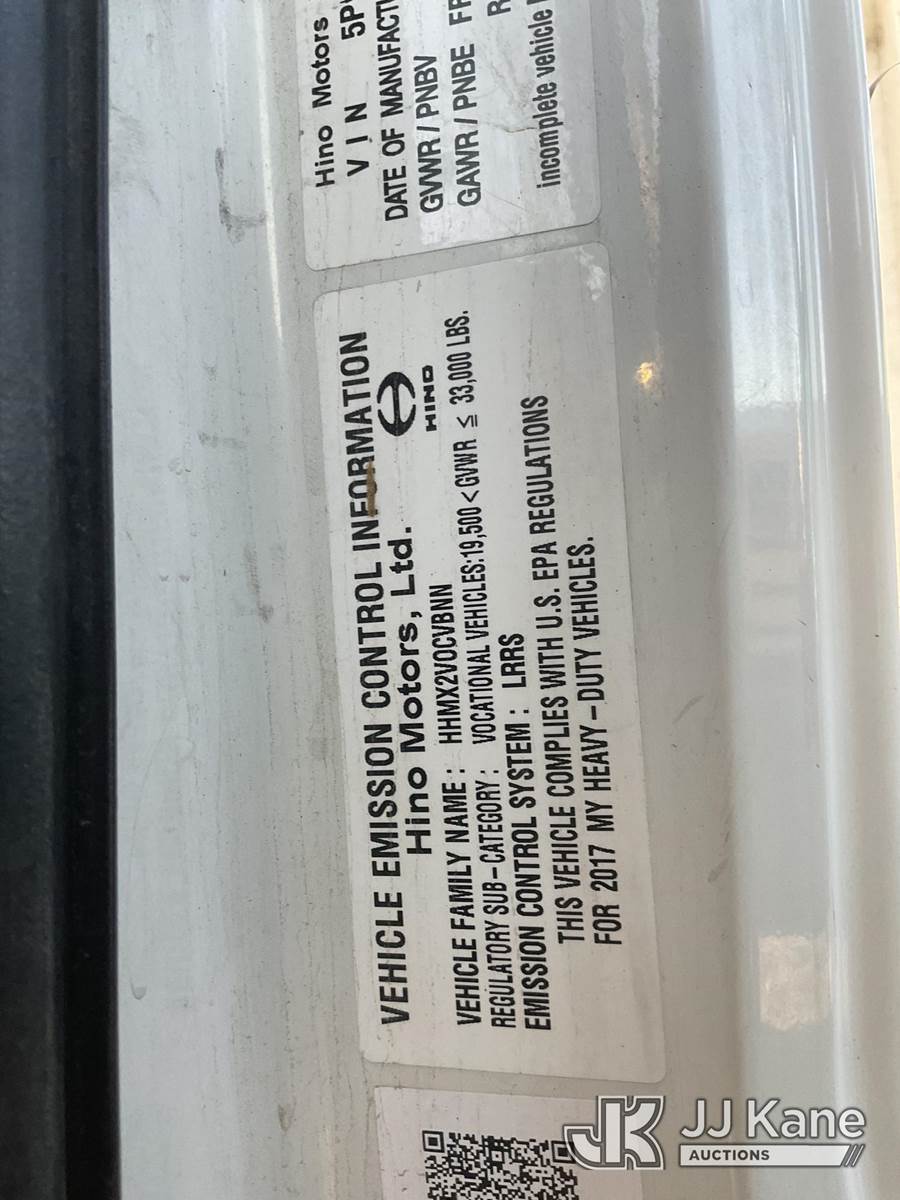 VEHICLE EMISSION CONTROL INFORMATION
Hino Motors, Ltd.
HINO
VEHICLE FAMILY NAME : HHMX2VOCVBNN
REGULATORY SUB-CATEGORY : VOCATIONAL VEHICLES:19,500<GVWR ≦ 33,000 LBS.
EMISSION CONTROL SYSTEM : LRRS
THIS VEHICLE COMPLIES WITH U.S. EPA REGULATIONS
FOR 2017 MY HEAVY-DUTY VEHICLES.
Hino Motors
VIN 5P
DATE OF
GVWR / PNBV
GAWR / PNBE
incomplete vehicle
JK JJ Kane
AUCTIONS